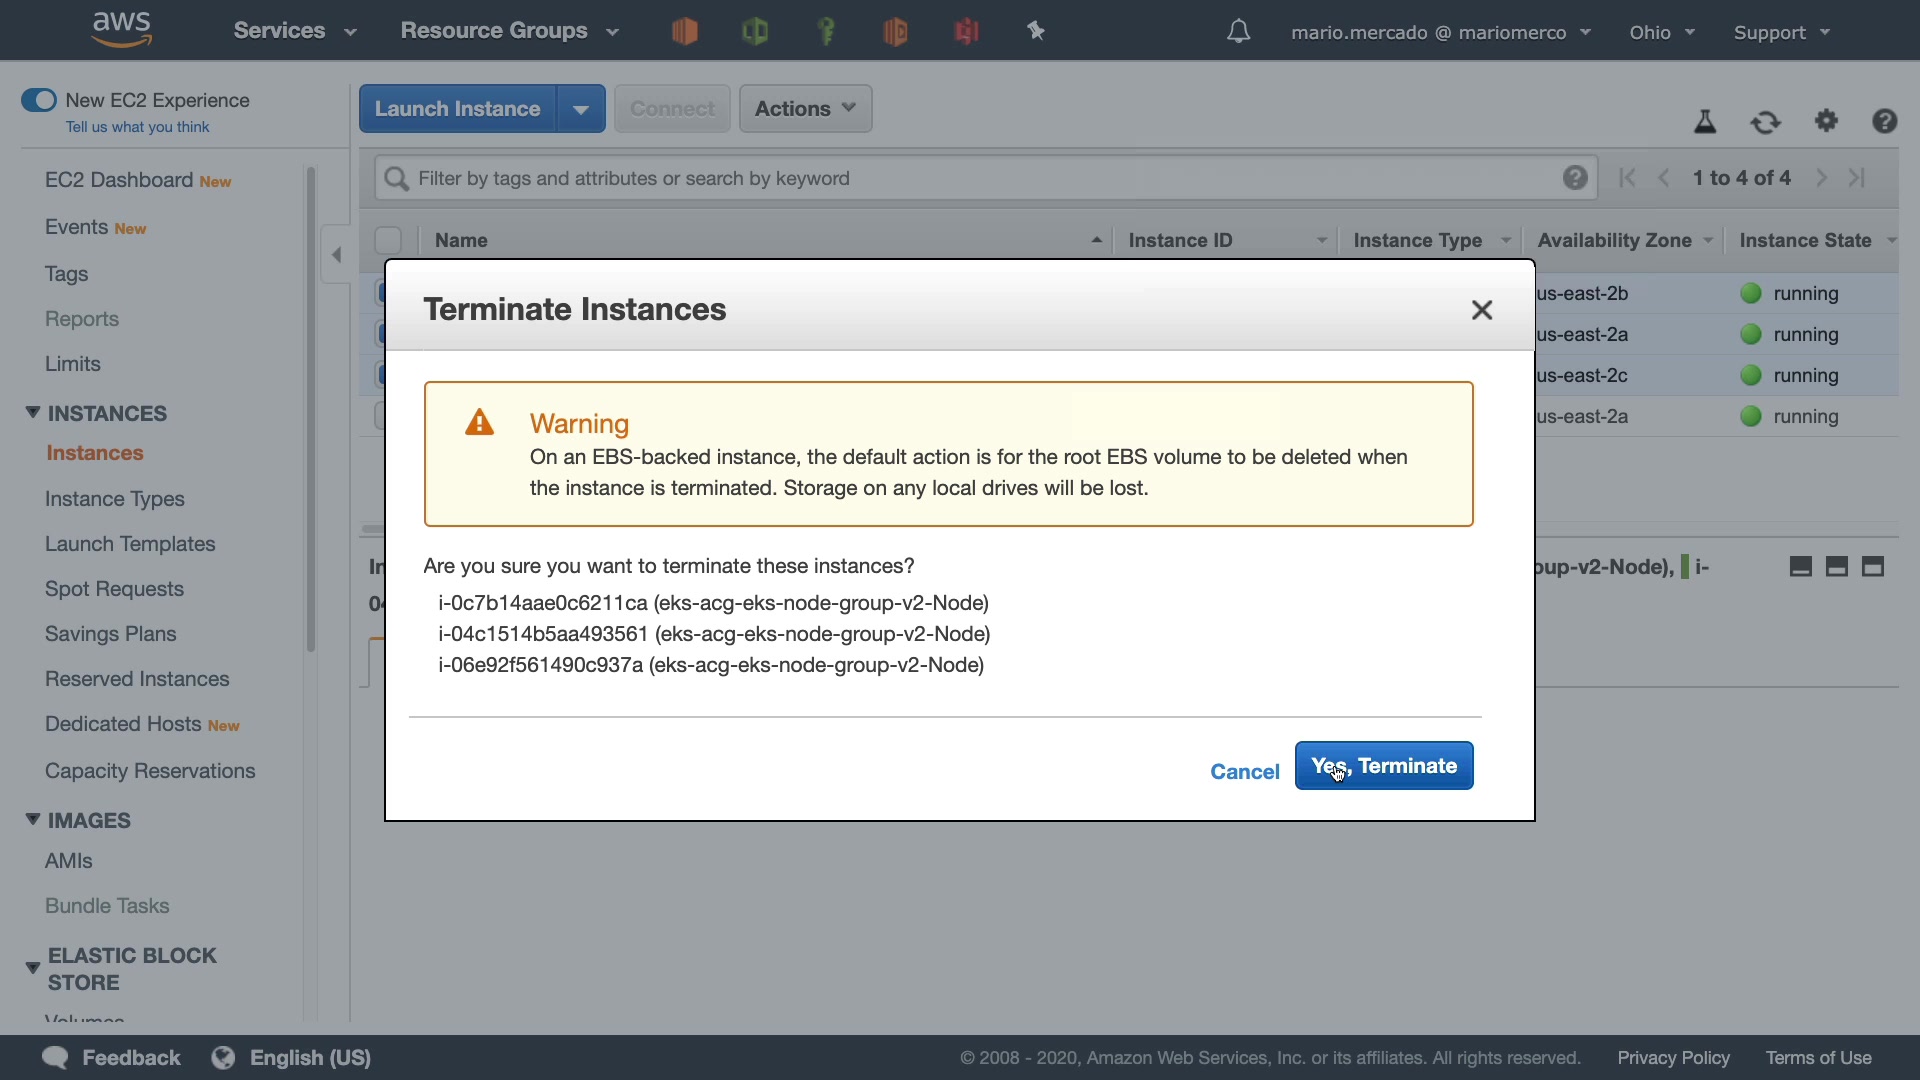 aws Services Resource Groups mario.mercado @ mariomerco Ohio Support
New EC2 Experience
Tell us what you think
Launch Instance Connect Actions
EC2 Dashboard New
Events New
Tags
Reports
Limits
INSTANCES
Instances
Instance Types
Launch Templates
Spot Requests
Savings Plans
Reserved Instances
Dedicated Hosts New
Capacity Reservations
IMAGES
AMIs
Bundle Tasks
ELASTIC BLOCK
STORE
Volumes
Filter by tags and attributes or search by keyword 1 to 4 of 4
Name Instance ID Instance Type Availability Zone Instance State
us-east-2b running
us-east-2a running
us-east-2c running
us-east-2a running
oup-v2-Node), i-
Terminate Instances
Warning
On an EBS-backed instance, the default action is for the root EBS volume to be deleted when
the instance is terminated. Storage on any local drives will be lost.
Are you sure you want to terminate these instances?
i-0c7b14aae0c6211ca (eks-acg-eks-node-group-v2-Node)
i-04c1514b5aa493561 (eks-acg-eks-node-group-v2-Node)
i-06e92f561490c937a (eks-acg-eks-node-group-v2-Node)
Cancel Yes, Terminate
Feedback English (US) © 2008 - 2020, Amazon Web Services, Inc. or its affiliates. All rights reserved. Privacy Policy Terms of Use